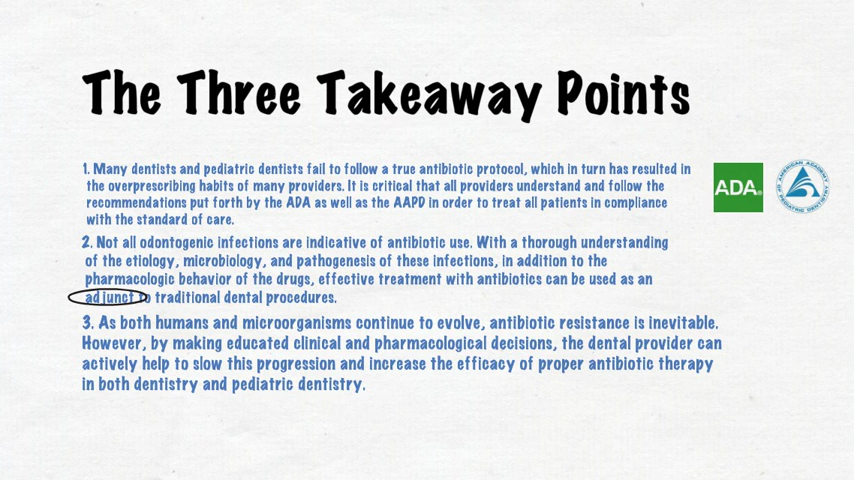 The Three Takeaway Points
1. Many dentists and pediatric dentists fail to follow a true antibiotic protocol, which in turn has resulted in
the overprescribing habits of many providers. It is critical that all providers understand and follow the
recommendations put forth by the ADA as well as the AAPD in order to treat all patients in compliance
with the standard of care.
ADA®
AMERICAN ACADEMY OF PEDIATRIC DENTISTRY
2. Not all odontogenic infections are indicative of antibiotic use. With a thorough understanding
of the etiology, microbiology, and pathogenesis of these infections, in addition to the
pharmacologic behavior of the drugs, effective treatment with antibiotics can be used as an
adjunct to traditional dental procedures.
3. As both humans and microorganisms continue to evolve, antibiotic resistance is inevitable.
However, by making educated clinical and pharmacological decisions, the dental provider can
actively help to slow this progression and increase the efficacy of proper antibiotic therapy
in both dentistry and pediatric dentistry.